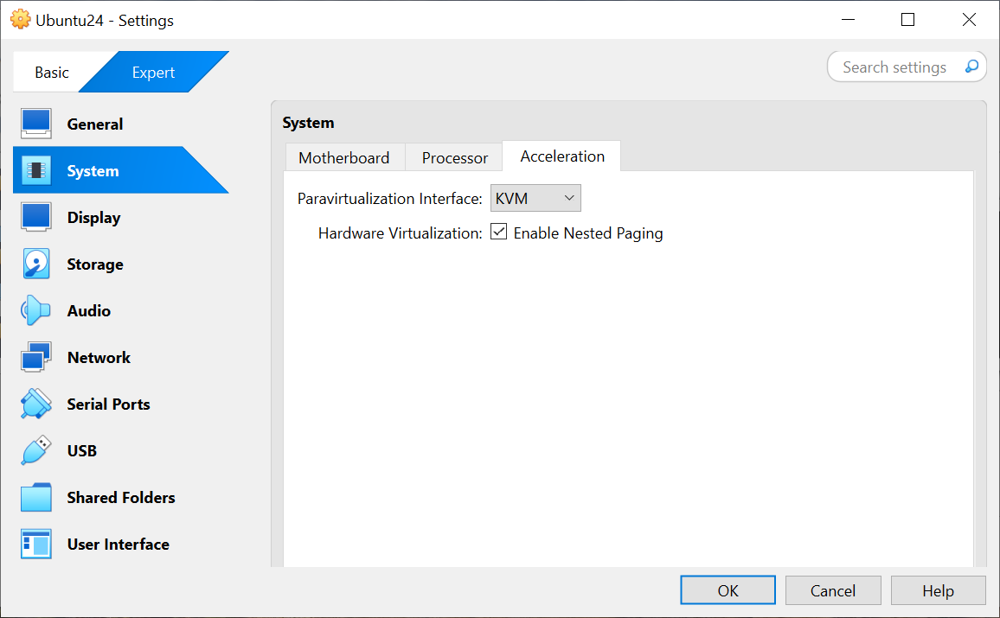 Ubuntu24 - Settings
Basic
Expert
Search settings
General
System
Display
Storage
Audio
Network
Serial Ports
USB
Shared Folders
User Interface
System
Motherboard
Processor
Acceleration
Paravirtualization Interface: KVM
Hardware Virtualization: Enable Nested Paging
OK
Cancel
Help